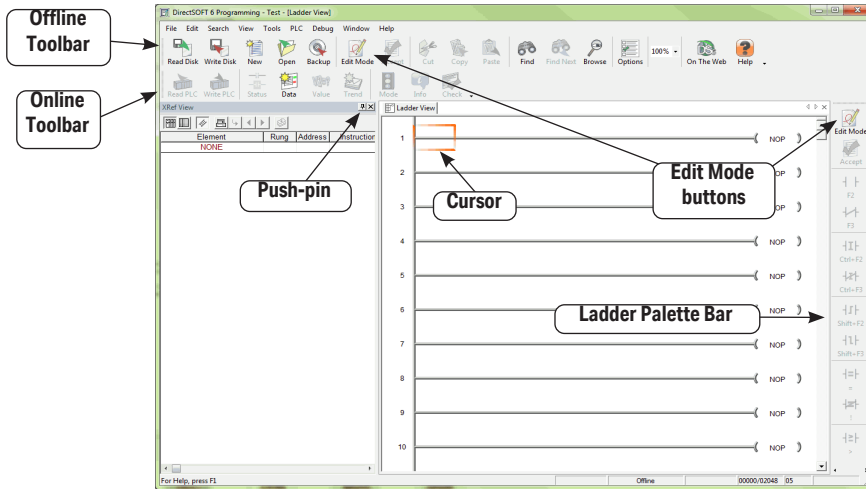 DirectSOFT 6 Programming - Test - [Ladder View]
Offline
Toolbar
File Edit Search View Tools PLC Debug Window Help
Read Disk Write Disk New Open Backup Edit Mode Accept Cut Copy Paste Find Find Next Browse Options 100% On The Web Help
Online
Toolbar
Read PLC Write PLC Status Data Value Trend Mode Info Check
XRef View
Ladder View
Element Rung Address Instruction
NONE
Push-pin
Cursor
Edit Mode
buttons
Ladder Palette Bar
1 NOP
2
3 OP
4 NOP
5 NOP
6 NOP
7 NOP
8 NOP
9 NOP
10 NOP
Edit Mode
Accept
F2
F3
Ctrl+F2
Ctrl+F3
Shift+F2
Shift+F3
=
!
>
For Help, press F1
Offline
00000/02048 05